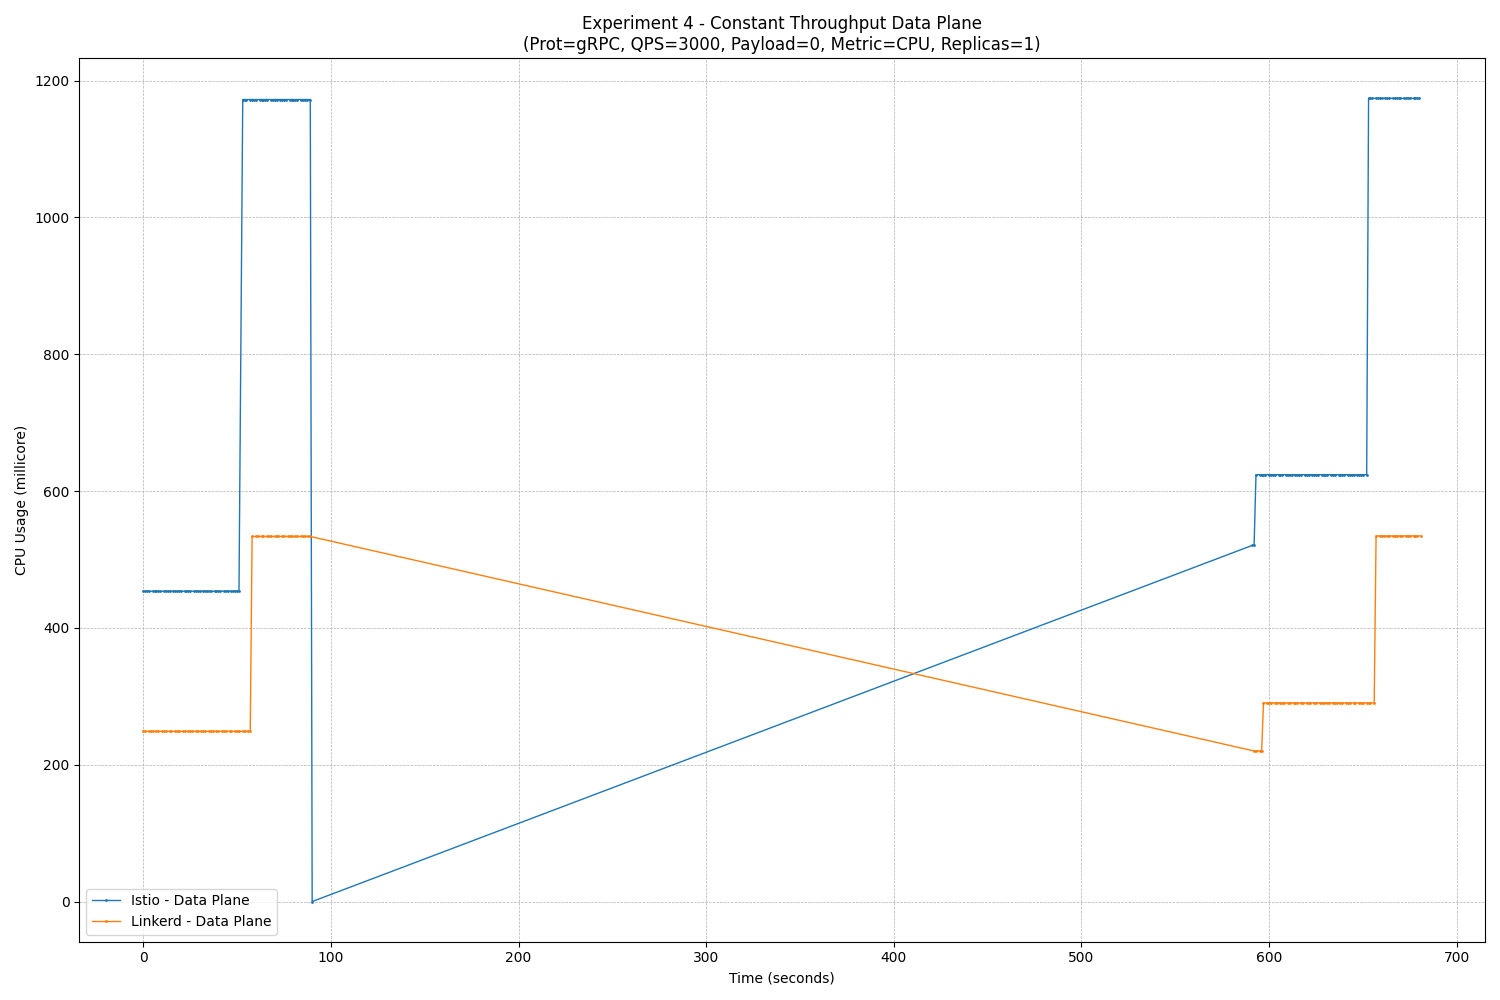 Experiment 4 - Constant Throughput Data Plane
(Prot=gRPC, QPS=3000, Payload=0, Metric=CPU, Replicas=1)
1200
1000
800
600
400
200
0
CPU Usage (millicore)
Istio - Data Plane
Linkerd - Data Plane
0 100 200 300 400 500 600 700
Time (seconds)